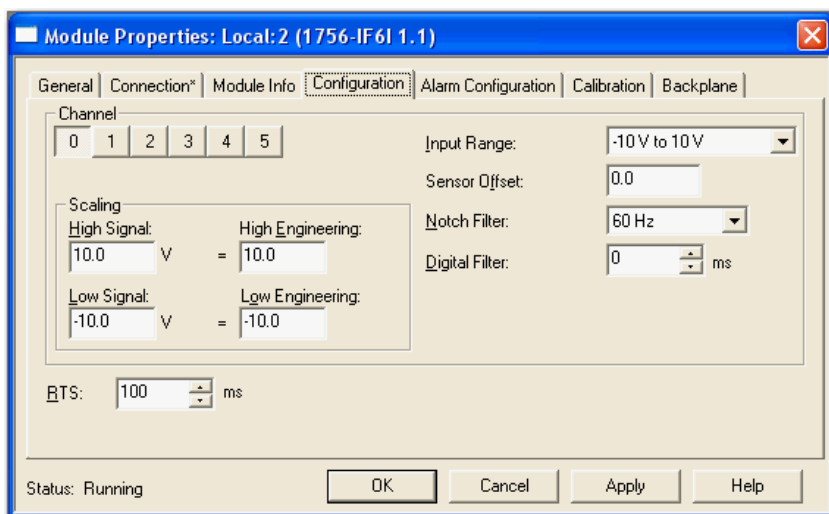 Module Properties: Local:2 (1756-IF6I 1.1)
General Connection* Module Info Configuration Alarm Configuration Calibration Backplane
Channel
0 1 2 3 4 5
Input Range: -10 V to 10 V
Sensor Offset: 0.0
Notch Filter: 60 Hz
Digital Filter: 0 ms
Scaling
High Signal: High Engineering:
10.0 V = 10.0
Low Signal: Low Engineering:
-10.0 V = -10.0
RTS: 100 ms
Status: Running OK Cancel Apply Help